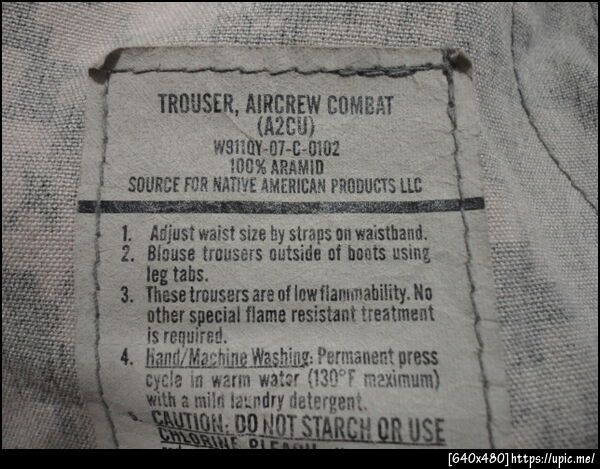 TROUSER, AIRCREW COMBAT
(A2CU)
W911QY-07-C-0102
100% ARAMID
SOURCE FOR NATIVE AMERICAN PRODUCTS LLC
1. Adjust waist size by straps on waistband.
2. Blouse trousers outside of boots using
leg tabs.
3. These trousers are of low flammability. No
other special flame resistant treatment
is required.
4. Hand/Machine Washing: Permanent press
cycle in warm water (130°F maximum)
with a mild laundry detergent.
CAUTION: DO NOT STARCH OR USE
CHLORINE BLEACH
[640x480]https://upic.me/